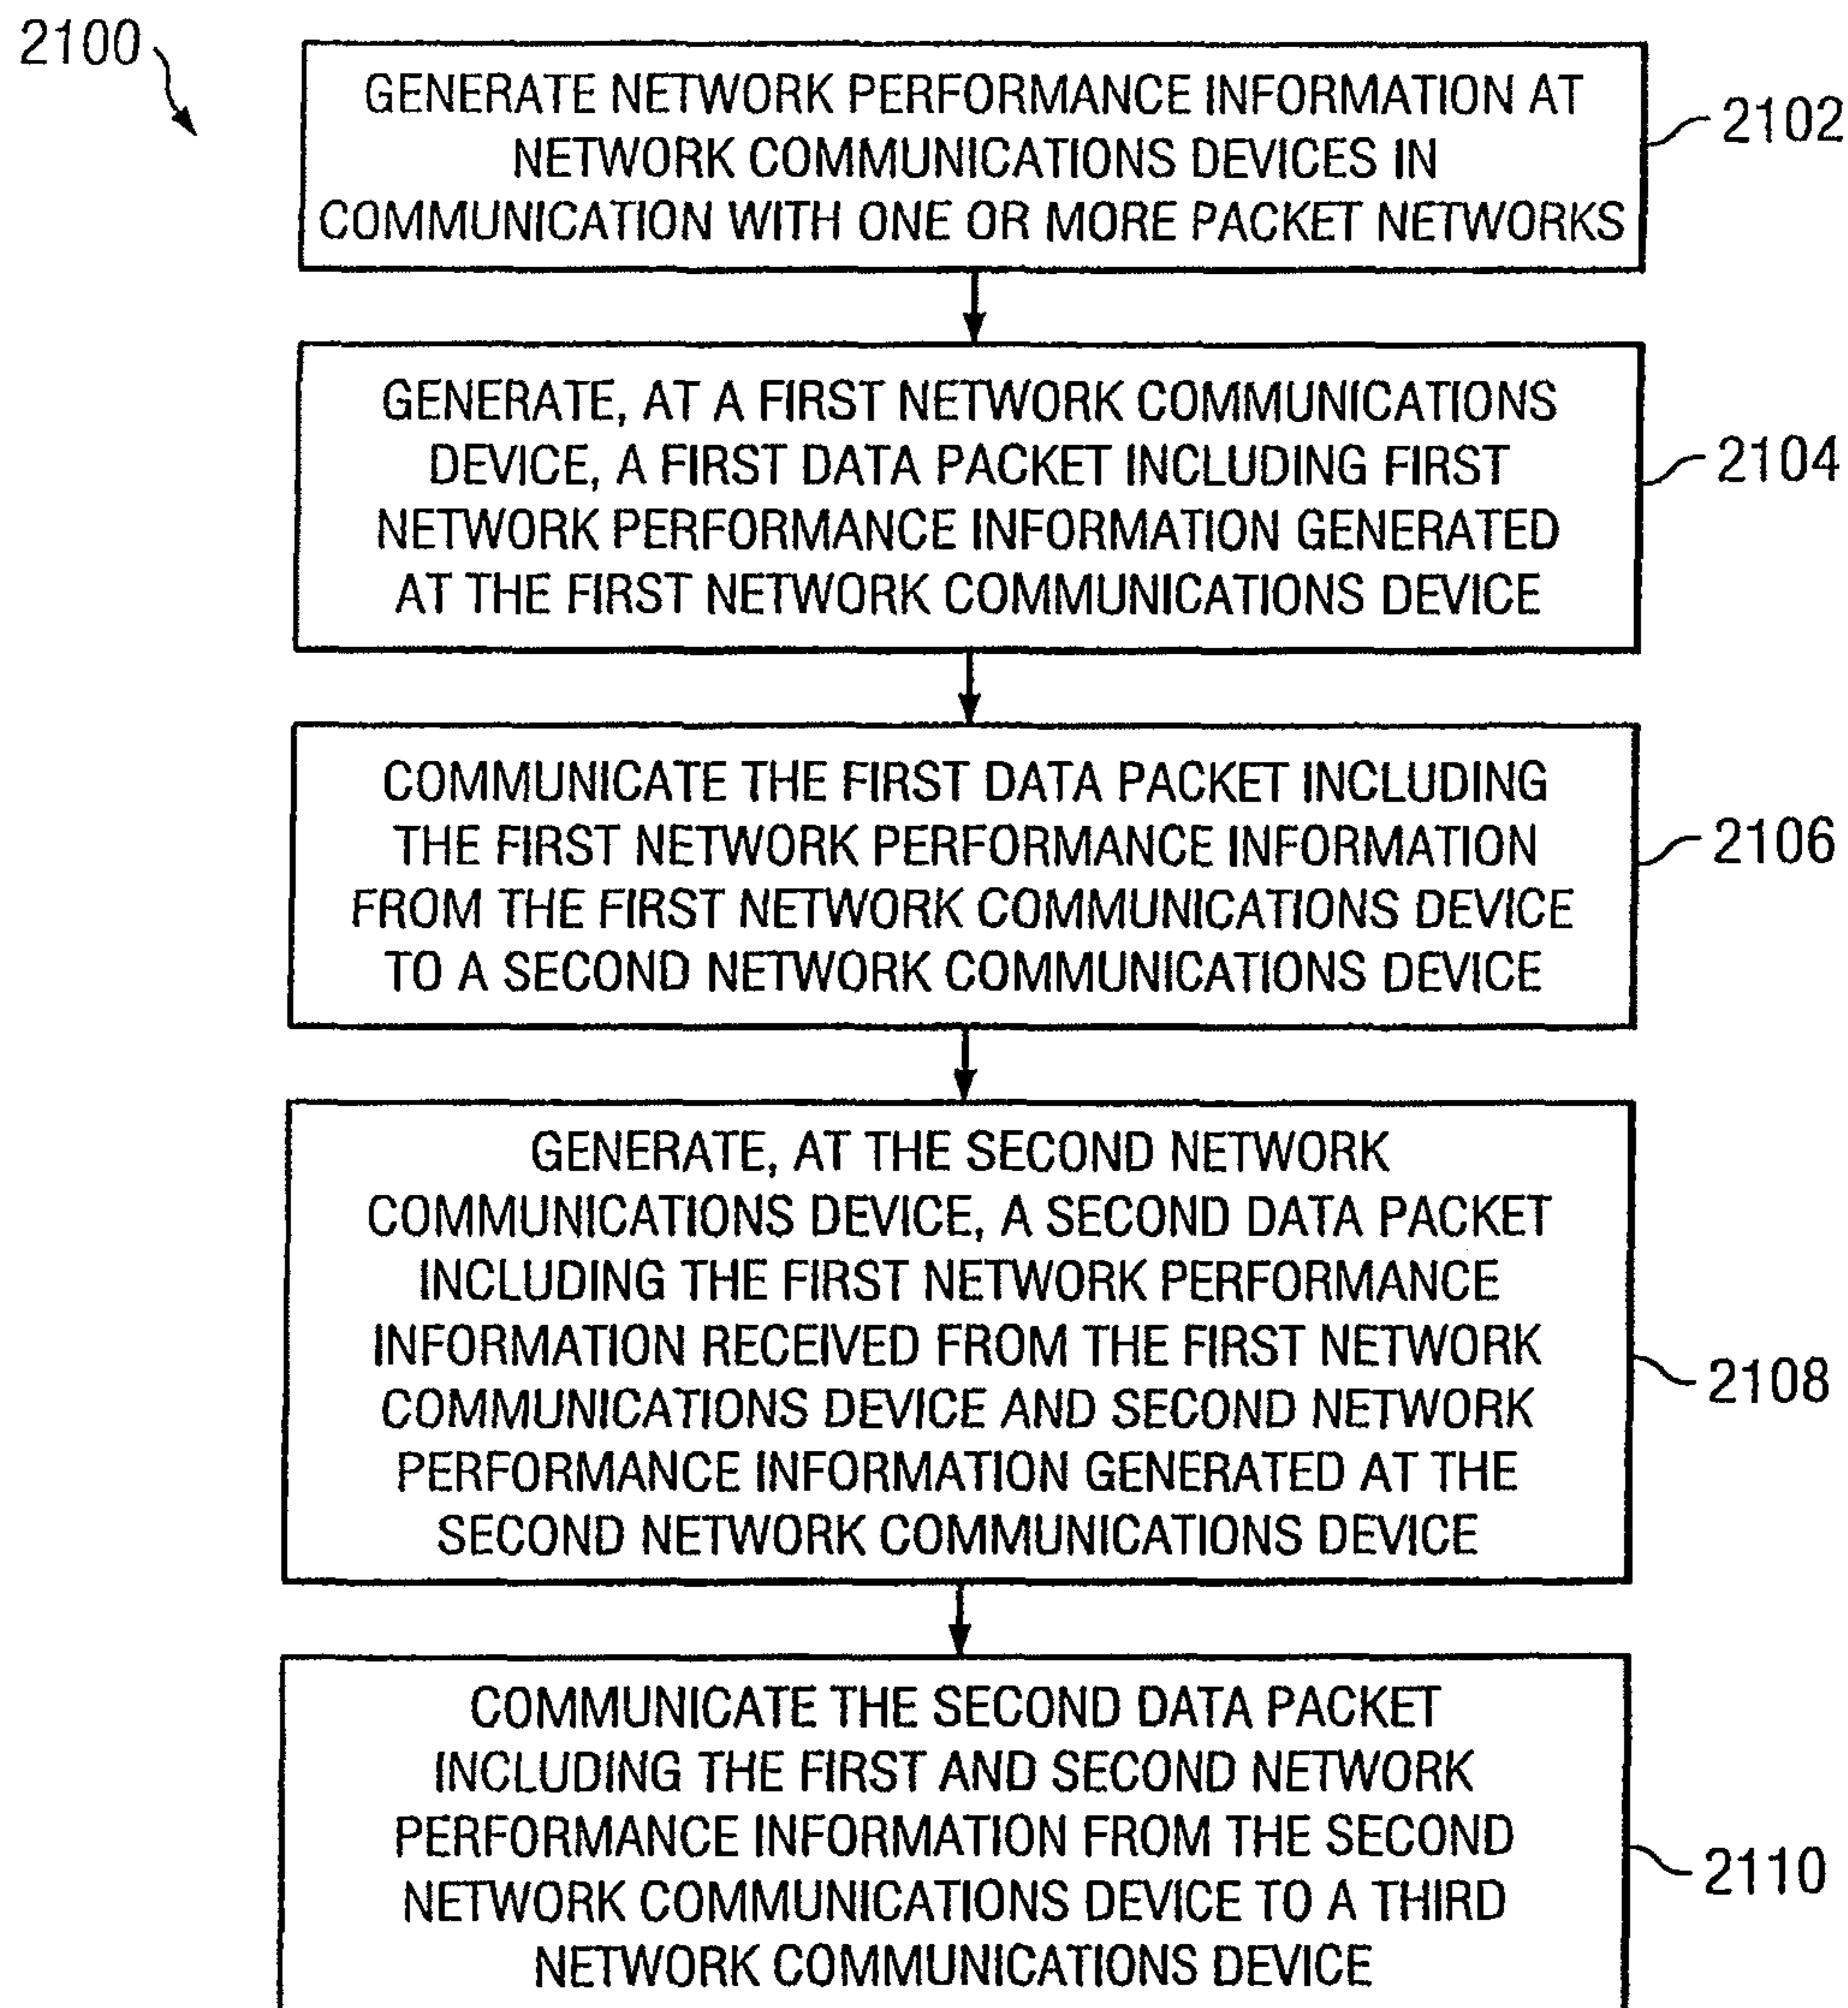 2100
GENERATE NETWORK PERFORMANCE INFORMATION AT
NETWORK COMMUNICATIONS DEVICES IN
COMMUNICATION WITH ONE OR MORE PACKET NETWORKS
2102
GENERATE, AT A FIRST NETWORK COMMUNICATIONS
DEVICE, A FIRST DATA PACKET INCLUDING FIRST
NETWORK PERFORMANCE INFORMATION GENERATED
AT THE FIRST NETWORK COMMUNICATIONS DEVICE
2104
COMMUNICATE THE FIRST DATA PACKET INCLUDING
THE FIRST NETWORK PERFORMANCE INFORMATION
FROM THE FIRST NETWORK COMMUNICATIONS DEVICE
TO A SECOND NETWORK COMMUNICATIONS DEVICE
2106
GENERATE, AT THE SECOND NETWORK
COMMUNICATIONS DEVICE, A SECOND DATA PACKET
INCLUDING THE FIRST NETWORK PERFORMANCE
INFORMATION RECEIVED FROM THE FIRST NETWORK
COMMUNICATIONS DEVICE AND SECOND NETWORK
PERFORMANCE INFORMATION GENERATED AT THE
SECOND NETWORK COMMUNICATIONS DEVICE
2108
COMMUNICATE THE SECOND DATA PACKET
INCLUDING THE FIRST AND SECOND NETWORK
PERFORMANCE INFORMATION FROM THE SECOND
NETWORK COMMUNICATIONS DEVICE TO A THIRD
NETWORK COMMUNICATIONS DEVICE
2110